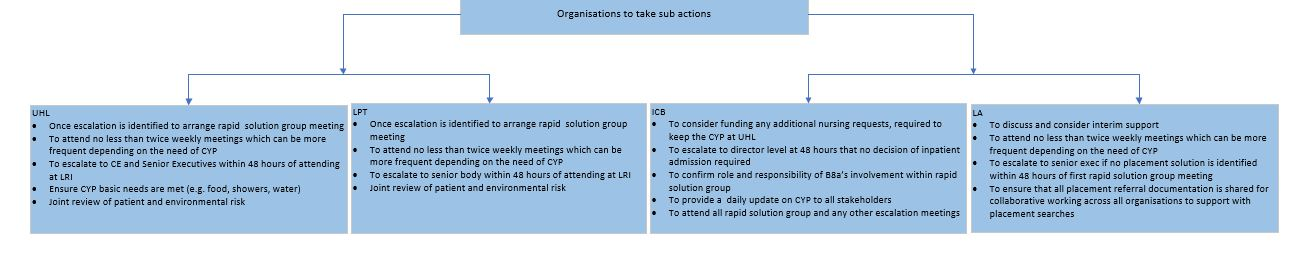 Organisations to take sub actions
UHL
• Once escalation is identified to arrange rapid solution group meeting
• To attend no less than twice weekly meetings which can be more
frequent depending on the need of CYP
• To escalate to CE and Senior Executives within 48 hours of attending
at LRI
• Ensure CYP basic needs are met (e.g. food, showers, water)
• Joint review of patient and environmental risk
LPT
• Once escalation is identified to arrange rapid solution group
meeting
• To attend no less than twice weekly meetings which can be
more frequent depending on the need of CYP
• To escalate to senior body within 48 hours of attending at LRI
• Joint review of patient and environmental risk
ICB
• To consider funding any additional nursing requests, required to
keep the CYP at UHL
• To escalate to director level at 48 hours that no decision of inpatient
admission required
• To confirm role and responsibility of B8a's involvement within rapid
solution group
• To provide a daily update on CYP to all stakeholders
• To attend all rapid solution group and any other escalation meetings
LA
• To discuss and consider interim support
• To attend no less than twice weekly meetings which can be more
frequent depending on the need of CYP
• To escalate to senior exec if no placement solution is identified
within 48 hours of first rapid solution group meeting
• To ensure that all placement referral documentation is shared for
collaborative working across all organisations to support with
placement searches